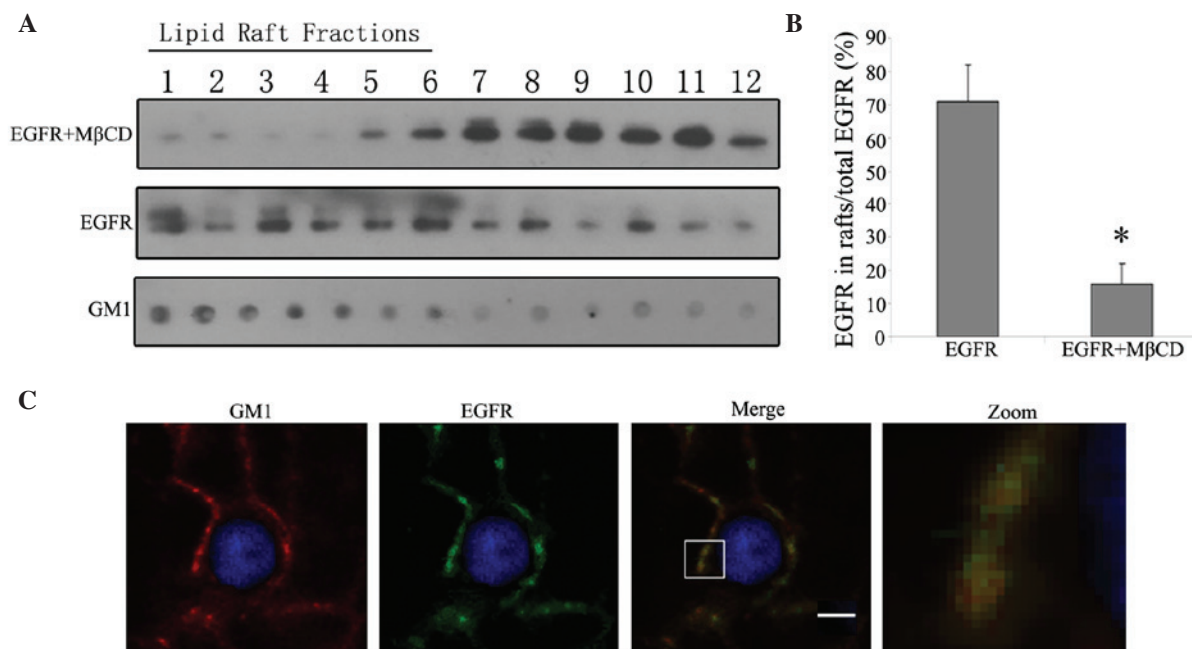 A
Lipid Raft Fractions
1 2 3 4 5 6 7 8 9 10 11 12
EGFR+MβCD
EGFR
GM1
B
EGFR in rafts/total EGFR (%)
90
80
70
60
50
40
30
20
10
0
*
EGFR
EGFR+MβCD
C
GM1
EGFR
Merge
Zoom